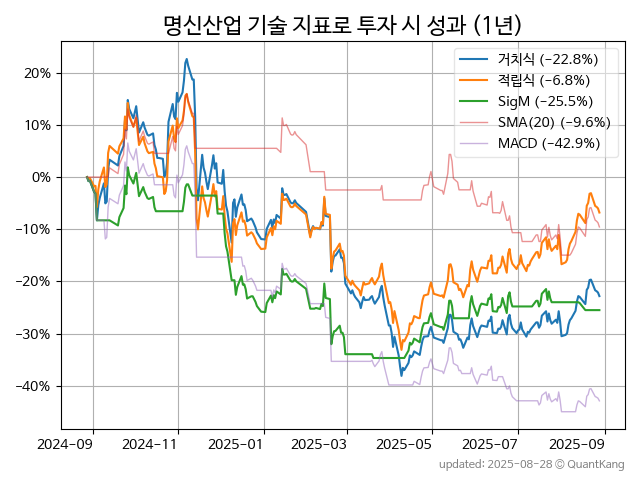 명신산업 기술 지표로 투자 시 성과 (1년)
거치식 (−22.8%)
적립식 (−6.8%)
SigM (−25.5%)
SMA(20) (−9.6%)
MACD (−42.9%)
20%
10%
0%
−10%
−20%
−30%
−40%
2024-09 2024-11 2025-01 2025-03 2025-05 2025-07 2025-09
updated: 2025-08-28 © QuantKang